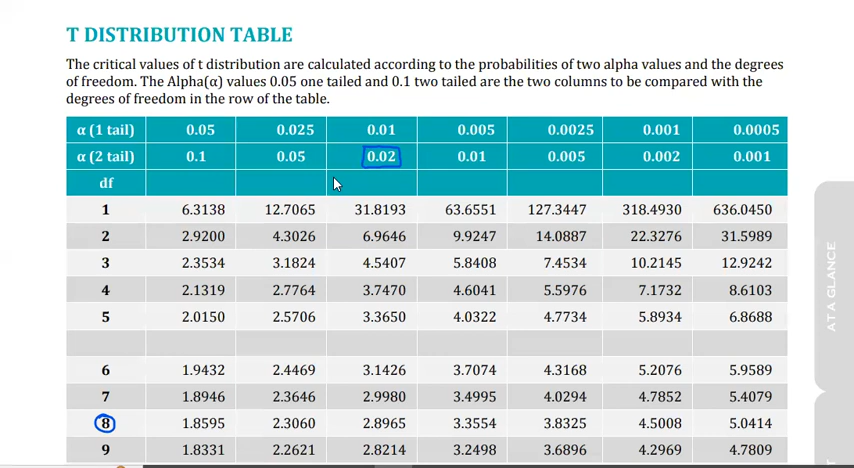 T DISTRIBUTION TABLE
The critical values of t distribution are calculated according to the probabilities of two alpha values and the degrees
of freedom. The Alpha(α) values 0.05 one tailed and 0.1 two tailed are the two columns to be compared with the
degrees of freedom in the row of the table.
α (1 tail) 0.05 0.025 0.01 0.005 0.0025 0.001 0.0005
α (2 tail) 0.1 0.05 0.02 0.01 0.005 0.002 0.001
df
1 6.3138 12.7065 31.8193 63.6551 127.3447 318.4930 636.0450
2 2.9200 4.3026 6.9646 9.9247 14.0887 22.3276 31.5989
3 2.3534 3.1824 4.5407 5.8408 7.4534 10.2145 12.9242
4 2.1319 2.7764 3.7470 4.6041 5.5976 7.1732 8.6103
5 2.0150 2.5706 3.3650 4.0322 4.7734 5.8934 6.8688
6 1.9432 2.4469 3.1426 3.7074 4.3168 5.2076 5.9589
7 1.8946 2.3646 2.9980 3.4995 4.0294 4.7852 5.4079
8 1.8595 2.3060 2.8965 3.3554 3.8325 4.5008 5.0414
9 1.8331 2.2621 2.8214 3.2498 3.6896 4.2969 4.7809
AT A GLANCE